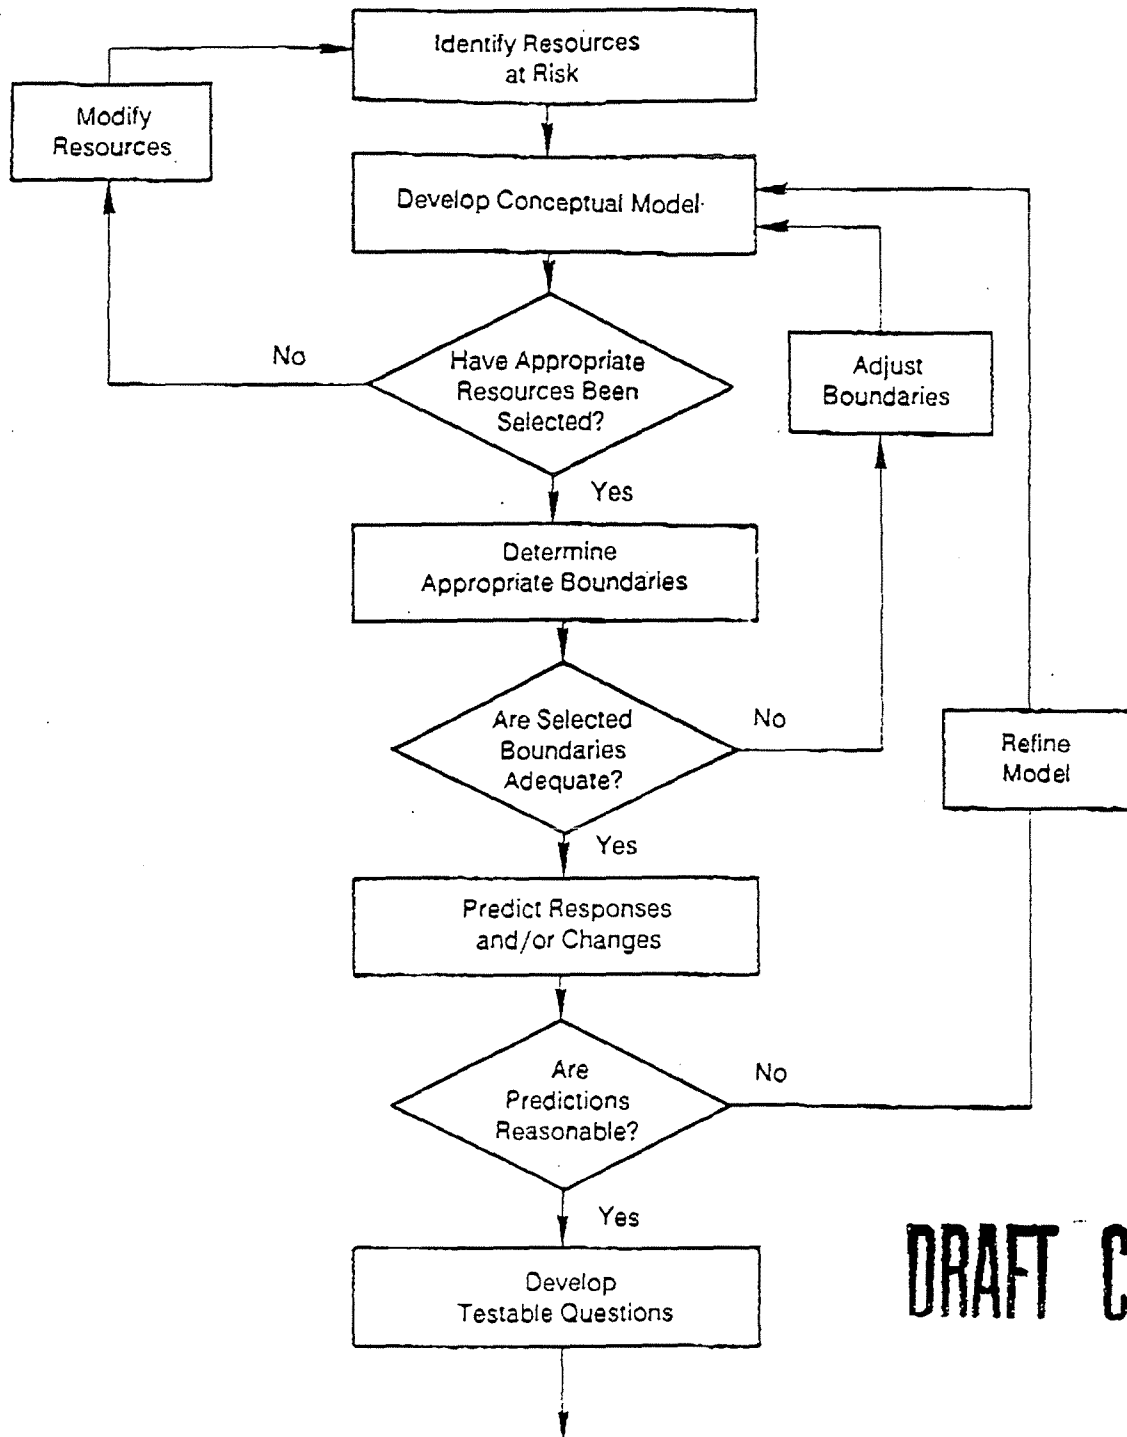 Identify Resources
at Risk
Modify
Resources
Develop Conceptual Model
No
Have Appropriate
Resources Been
Selected?
Adjust
Boundaries
Yes
Determine
Appropriate Boundaries
Are Selected
Boundaries
Adequate?
No
Refine
Model
Yes
Predict Responses
and/or Changes
Are
Predictions
Reasonable?
No
Yes
Develop
Testable Questions
DRAFT C